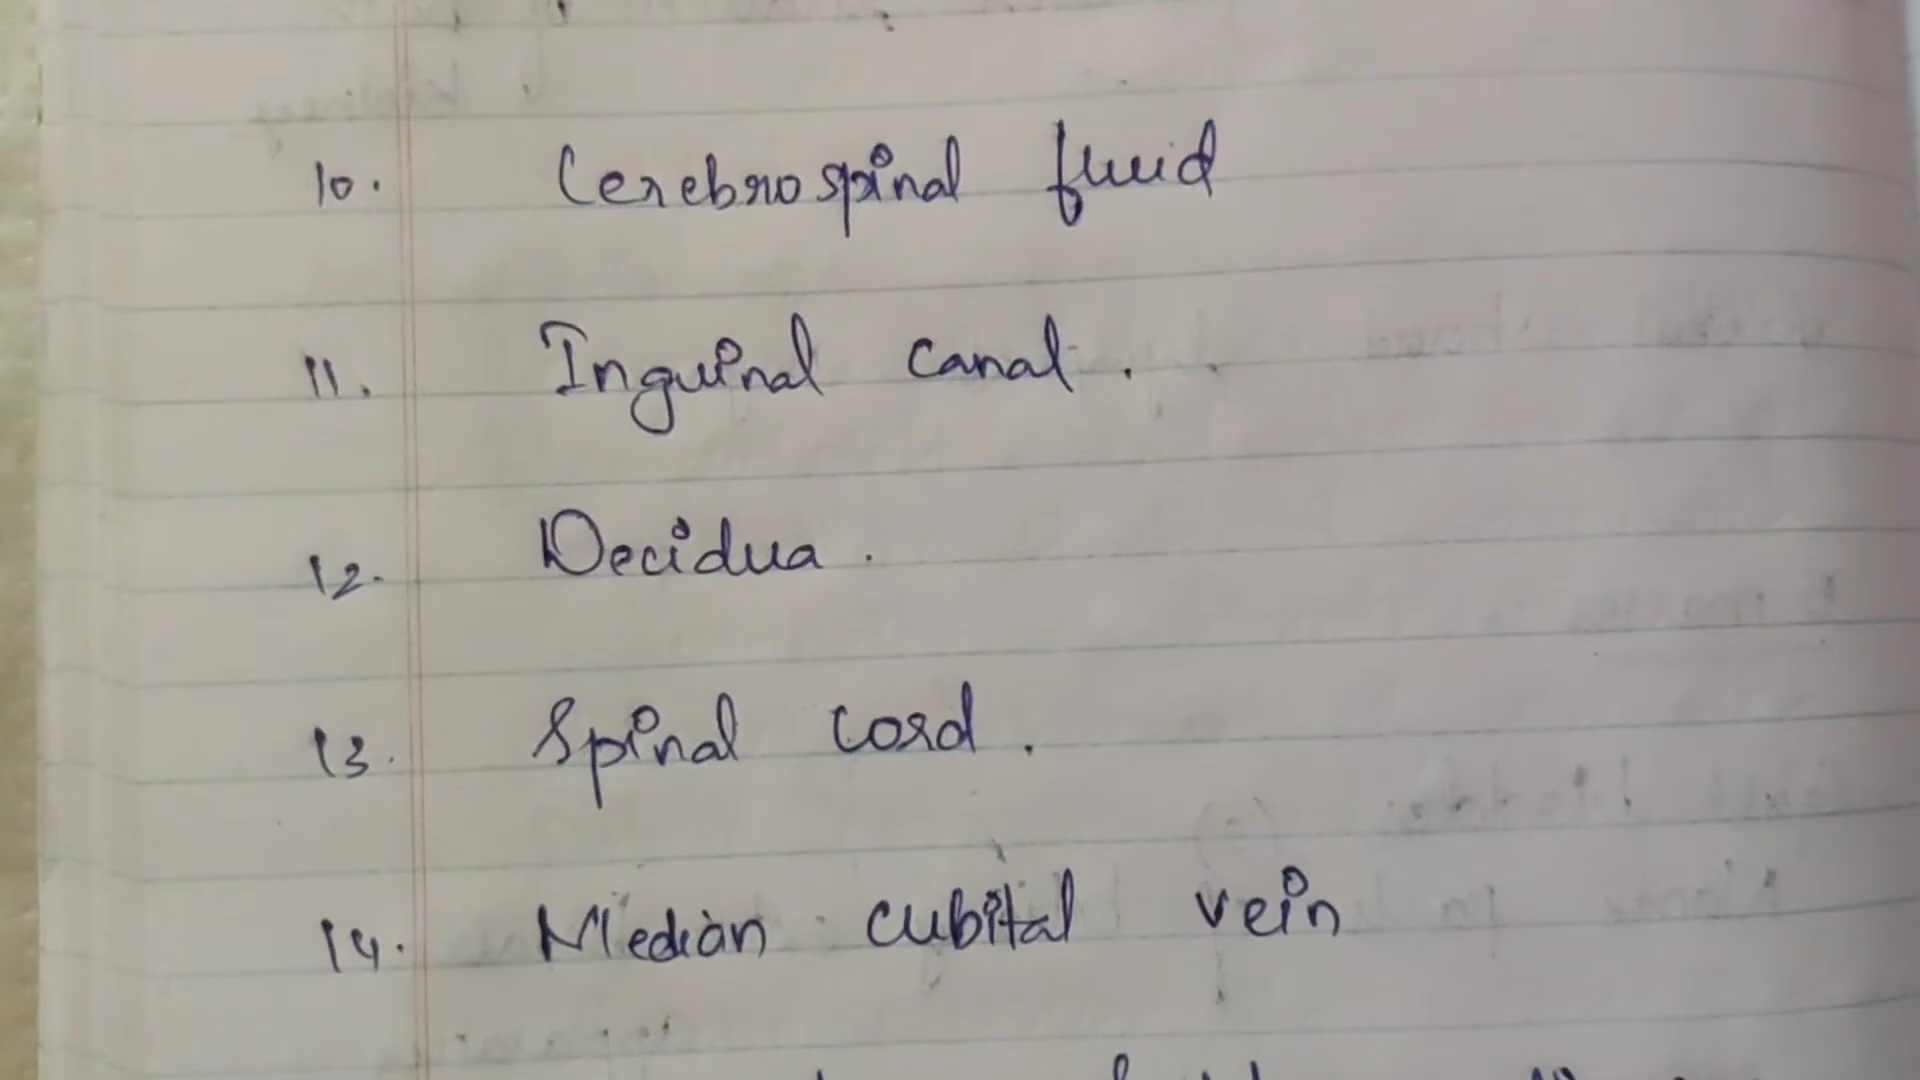 10. Cerebrospinal fluid
11. Inguinal canal.
12. Decidua.
13. Spinal cord.
14. Median cubital vein